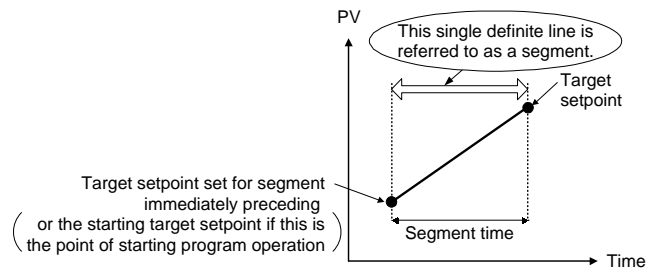 PV
This single definite line is
referred to as a segment.
Target
setpoint
Target setpoint set for segment
immediately preceding
or the starting target setpoint if this is
the point of starting program operation
Segment time
Time